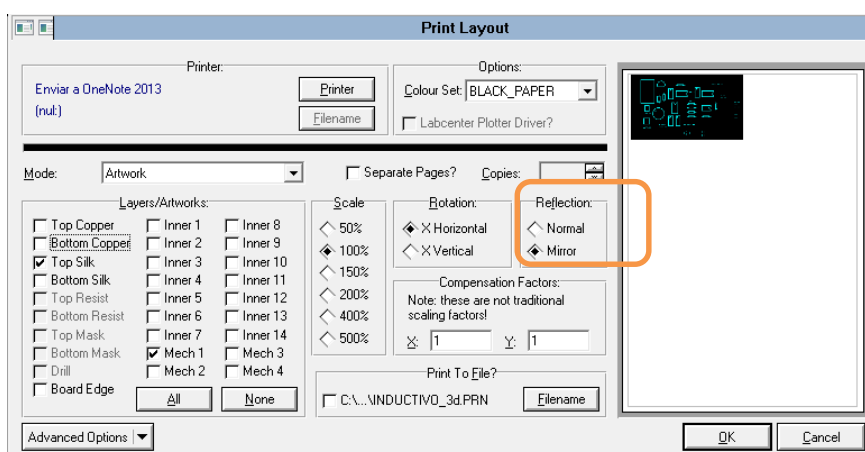 Print Layout
Printer:
Enviar a OneNote 2013
(nul:)
Printer
Filename
Options:
Colour Set: BLACK_PAPER
Labcenter Plotter Driver?
Mode: Artwork
Separate Pages? Copies:
Layers/Artworks:
Top Copper Inner 1 Inner 8
Bottom Copper Inner 2 Inner 9
Top Silk Inner 3 Inner 10
Bottom Silk Inner 4 Inner 11
Top Resist Inner 5 Inner 12
Bottom Resist Inner 6 Inner 13
Top Mask Inner 7 Inner 14
Bottom Mask Mech 1 Mech 3
Drill Mech 2 Mech 4
Board Edge
All None
Scale
50%
100%
150%
200%
400%
500%
Rotation:
X Horizontal
X Vertical
Reflection:
Normal
Mirror
Compensation Factors:
Note: these are not traditional
scaling factors!
X: 1 Y: 1
Print To File?
C:\...\INDUCTIVO_3d.PRN Filename
Advanced Options
OK Cancel